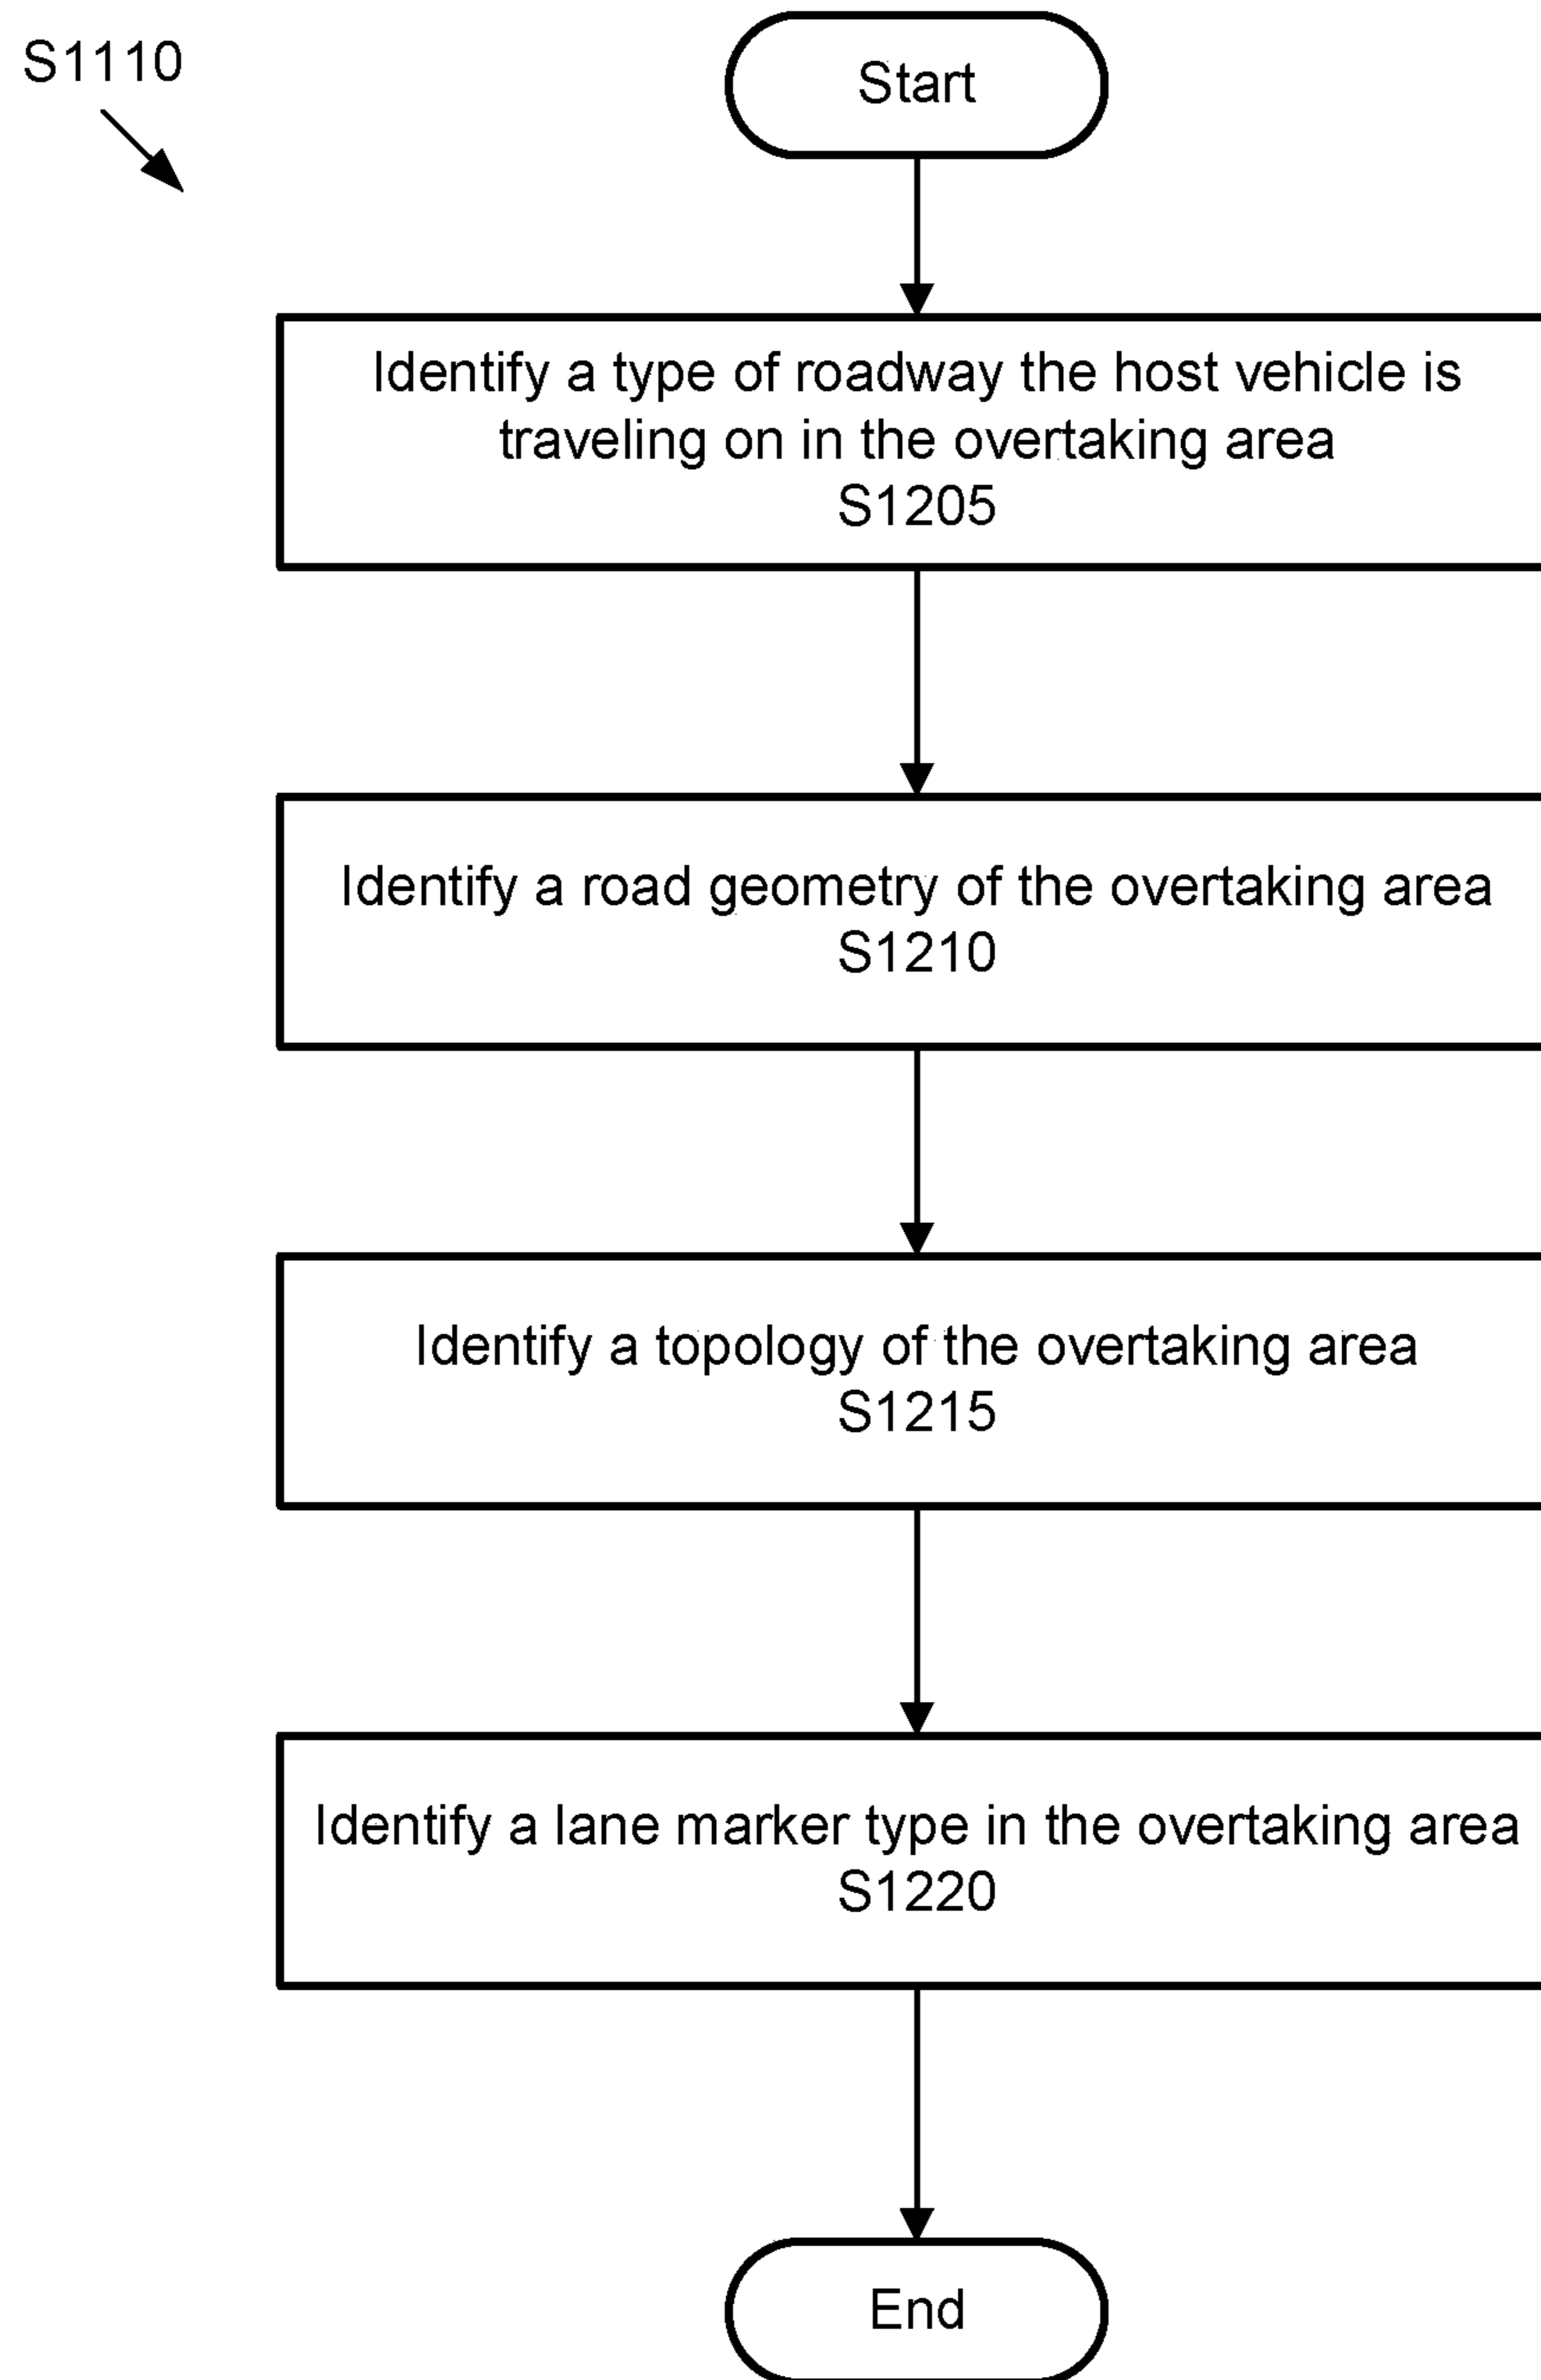 S1110
Start
Identify a type of roadway the host vehicle is
traveling on in the overtaking area
S1205
Identify a road geometry of the overtaking area
S1210
Identify a topology of the overtaking area
S1215
Identify a lane marker type in the overtaking area
S1220
End